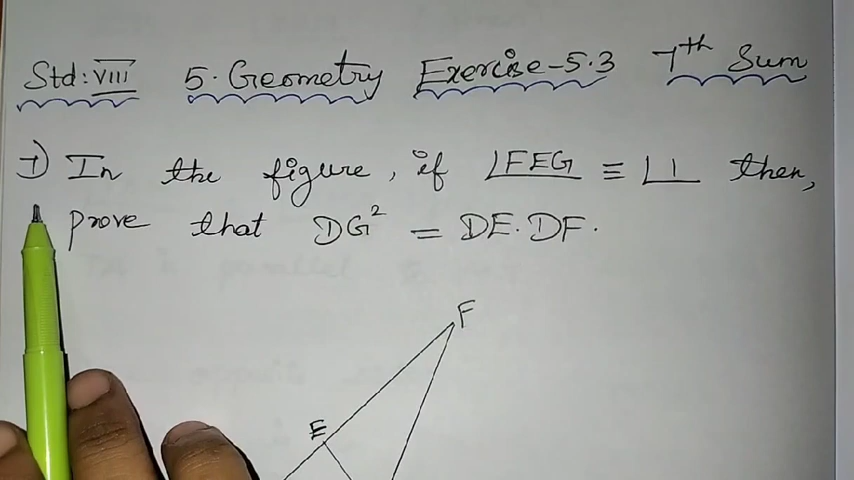 Std: VIII 5. Geometry Exercise-5.3 7th Sum
7) In the figure, if ∠FEG ≡ ∠1 then,
prove that DG² = DE. DF.
F
E